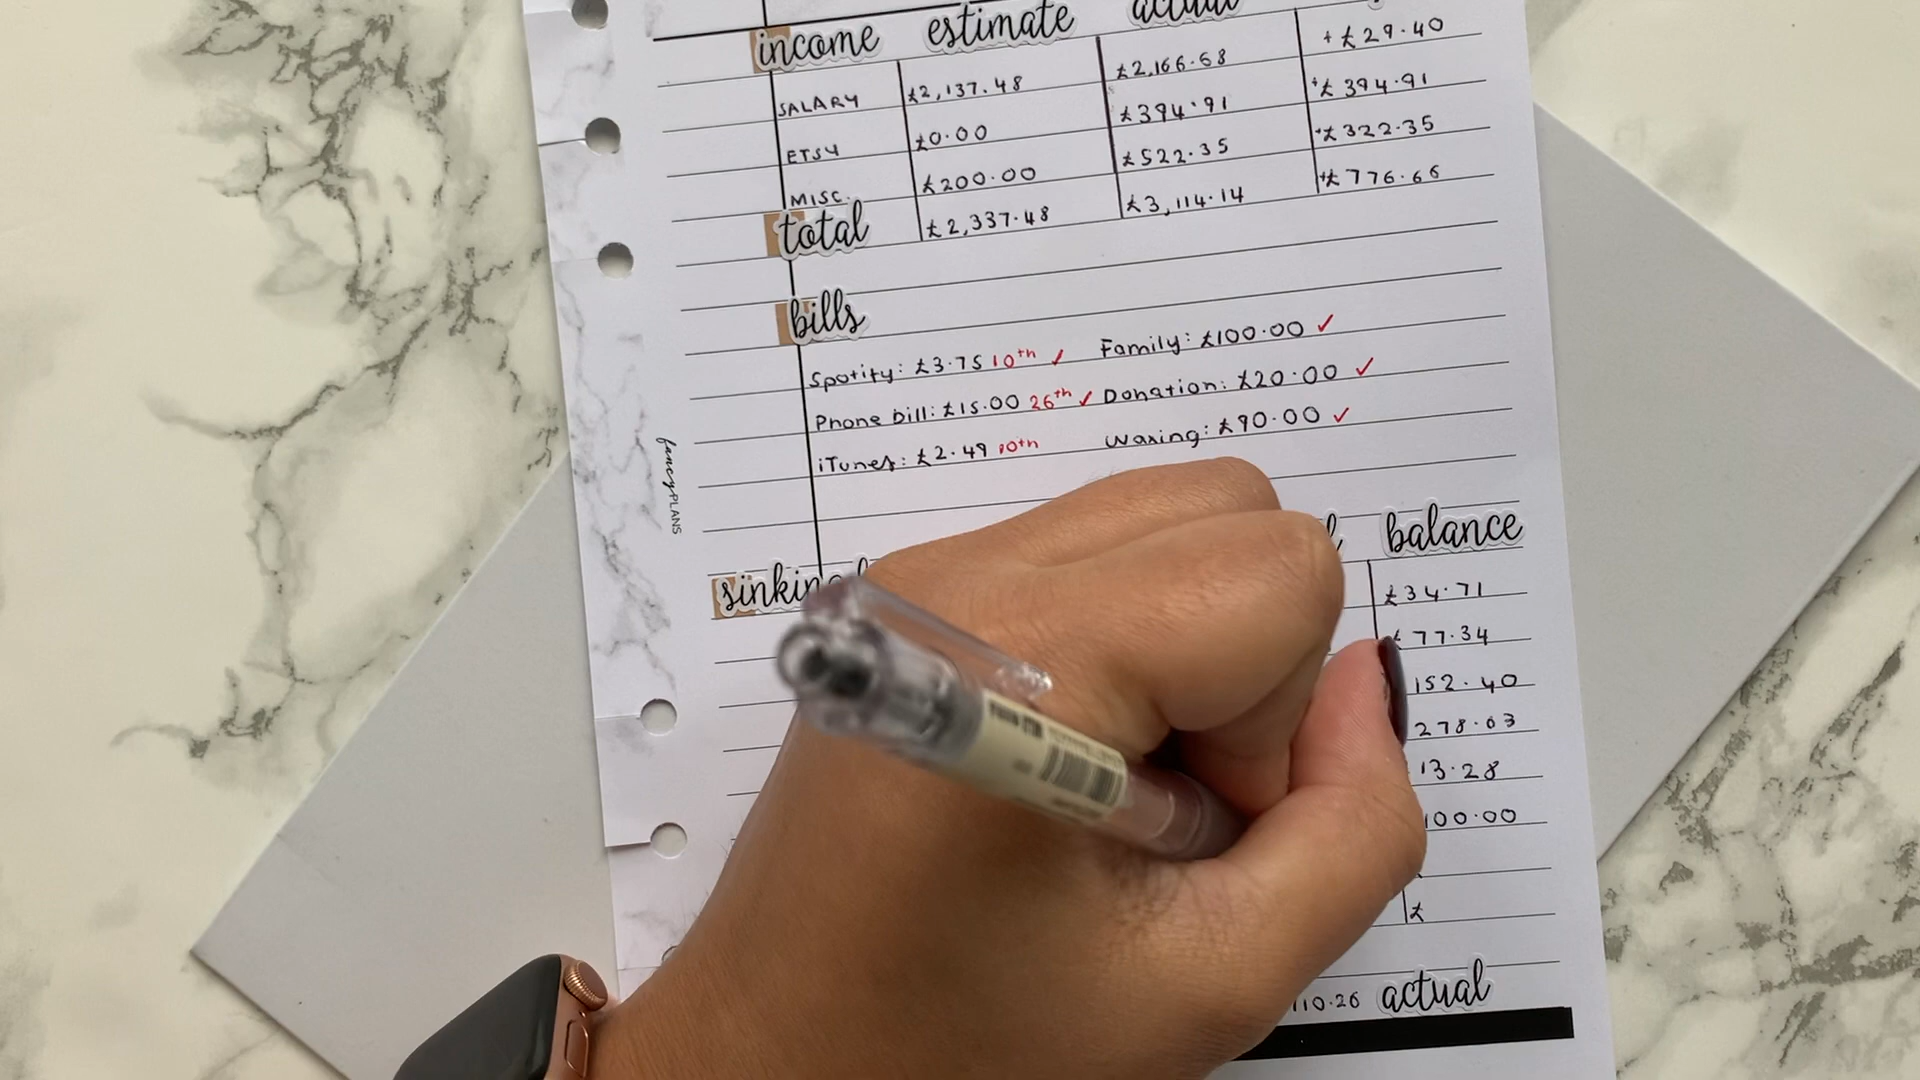 income estimate actual
SALARY £2,137.48 £2,166.68 +£29.40
ETSY £0.00 £394.91 +£394.91
MISC. £200.00 £522.35 +£322.35
total £2,337.48 £3,114.14 +£776.66
bills
Spotify: £3.75 10th ✓ Family: £100.00 ✓
Phone bill: £15.00 26th ✓ Donation: £20.00 ✓
iTunes: £2.49 10th Waxing: £90.00 ✓
fancyPLANS
balance
£34.71
£77.34
152.40
278.03
13.28
100.00
£
110.26 actual